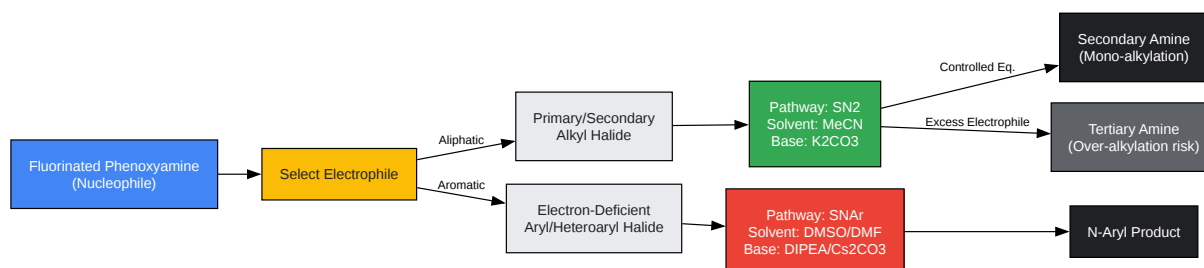 Fluorinated Phenoxyamine
(Nucleophile)
Select Electrophile
Aliphatic
Aromatic
Primary/Secondary
Alkyl Halide
Electron-Deficient
Aryl/Heteroaryl Halide
Pathway: SN2
Solvent: MeCN
Base: K2CO3
Pathway: SNAr
Solvent: DMSO/DMF
Base: DIPEA/Cs2CO3
Controlled Eq.
Excess Electrophile
Secondary Amine
(Mono-alkylation)
Tertiary Amine
(Over-alkylation risk)
N-Aryl Product